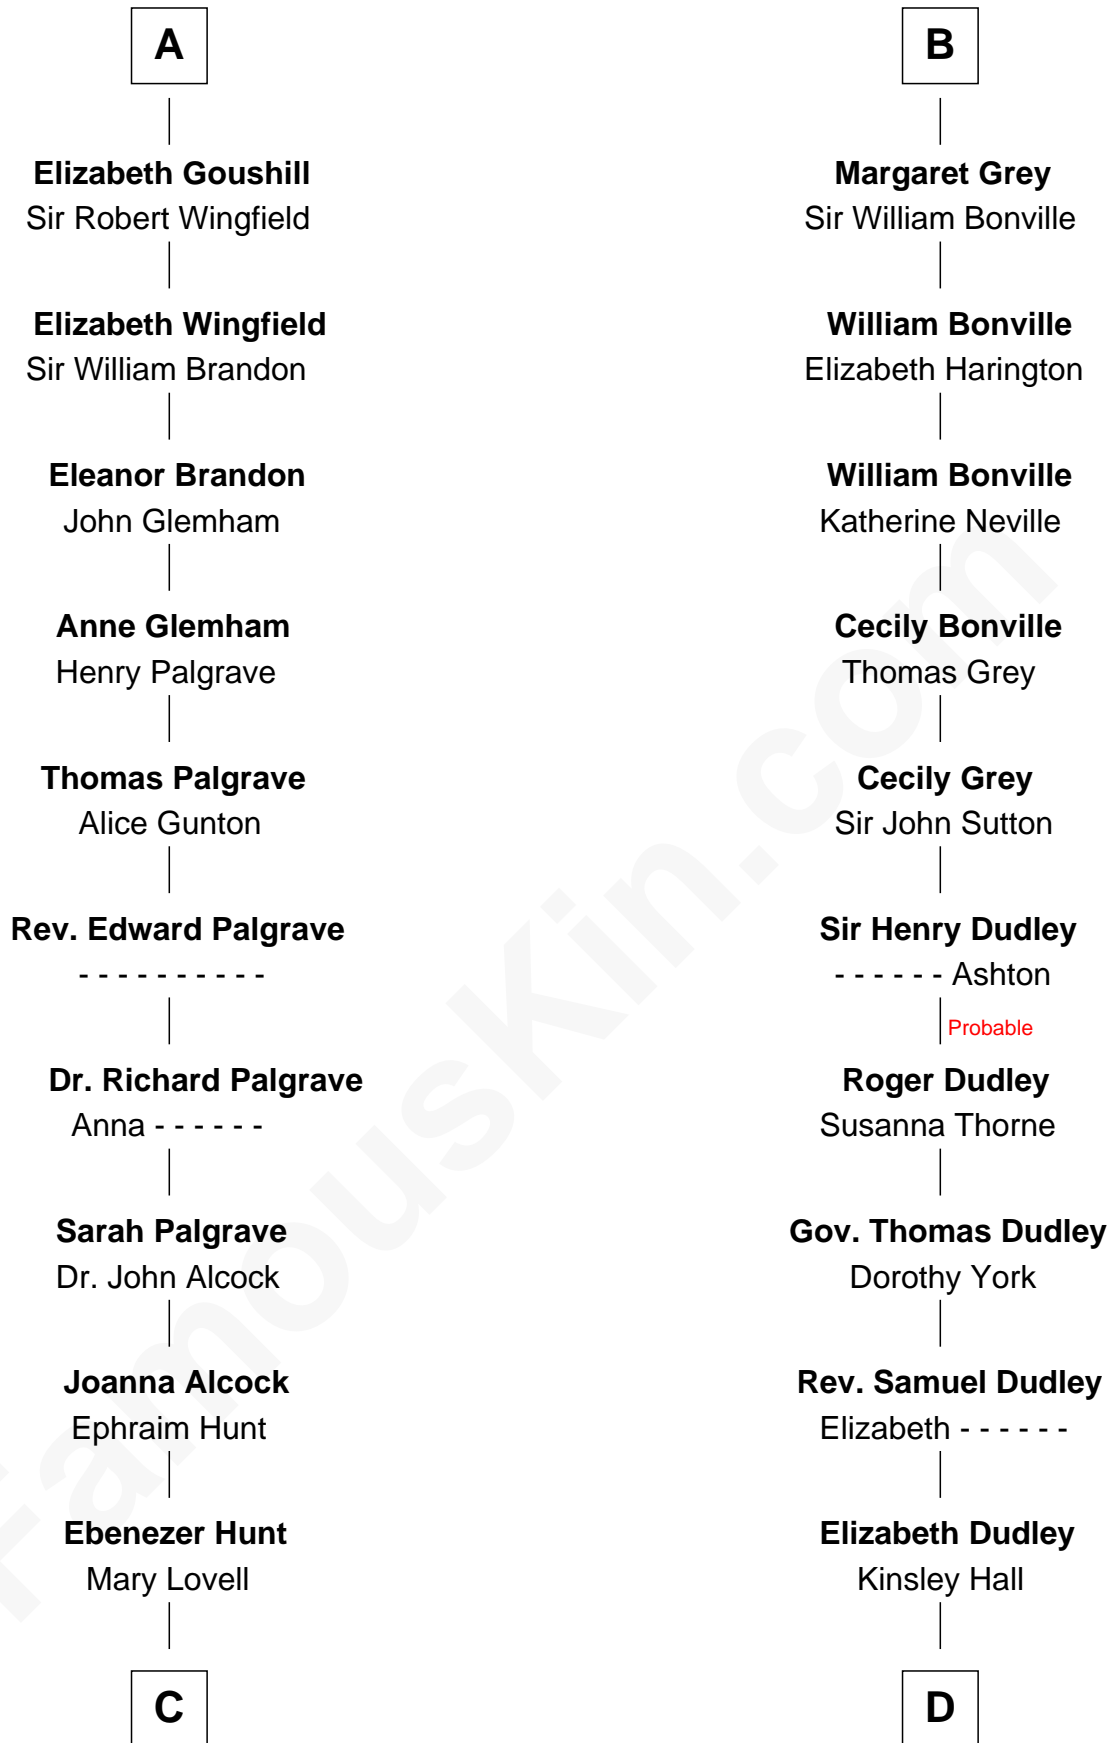 A
Elizabeth Goushill
Sir Robert Wingfield
Elizabeth Wingfield
Sir William Brandon
Eleanor Brandon
John Glemham
Anne Glemham
Henry Palgrave
Thomas Palgrave
Alice Gunton
Rev. Edward Palgrave
- - - - - - - - - -
Dr. Richard Palgrave
Anna - - - - - -
Sarah Palgrave
Dr. John Alcock
Joanna Alcock
Ephraim Hunt
Ebenezer Hunt
Mary Lovell
C
B
Margaret Grey
Sir William Bonville
William Bonville
Elizabeth Harington
William Bonville
Katherine Neville
Cecily Bonville
Thomas Grey
Cecily Grey
Sir John Sutton
Sir Henry Dudley
- - - - - - Ashton
Probable
Roger Dudley
Susanna Thorne
Gov. Thomas Dudley
Dorothy York
Rev. Samuel Dudley
Elizabeth - - - - - -
Elizabeth Dudley
Kinsley Hall
D
FamousKin.com